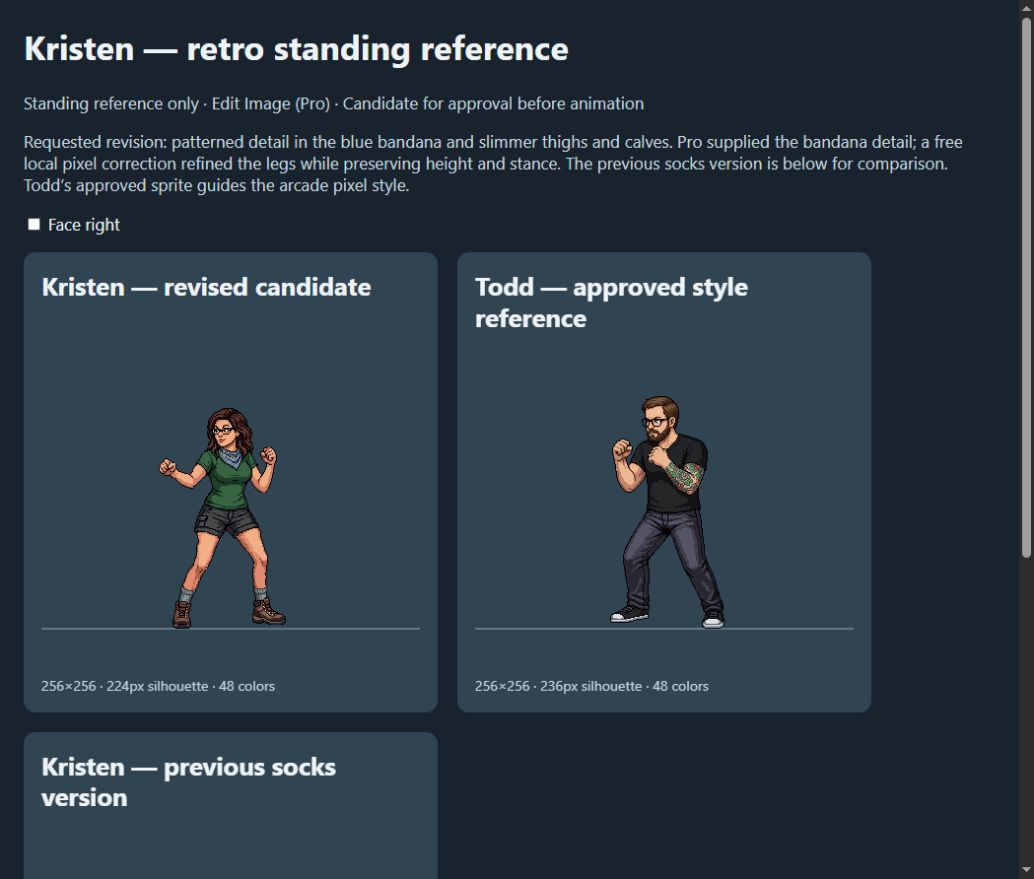 Kristen — retro standing reference
Standing reference only · Edit Image (Pro) · Candidate for approval before animation
Requested revision: patterned detail in the blue bandana and slimmer thighs and calves. Pro supplied the bandana detail; a free
local pixel correction refined the legs while preserving height and stance. The previous socks version is below for comparison.
Todd’s approved sprite guides the arcade pixel style.
Face right
Kristen — revised candidate
256×256 · 224px silhouette · 48 colors
Todd — approved style
reference
256×256 · 236px silhouette · 48 colors
Kristen — previous socks
version